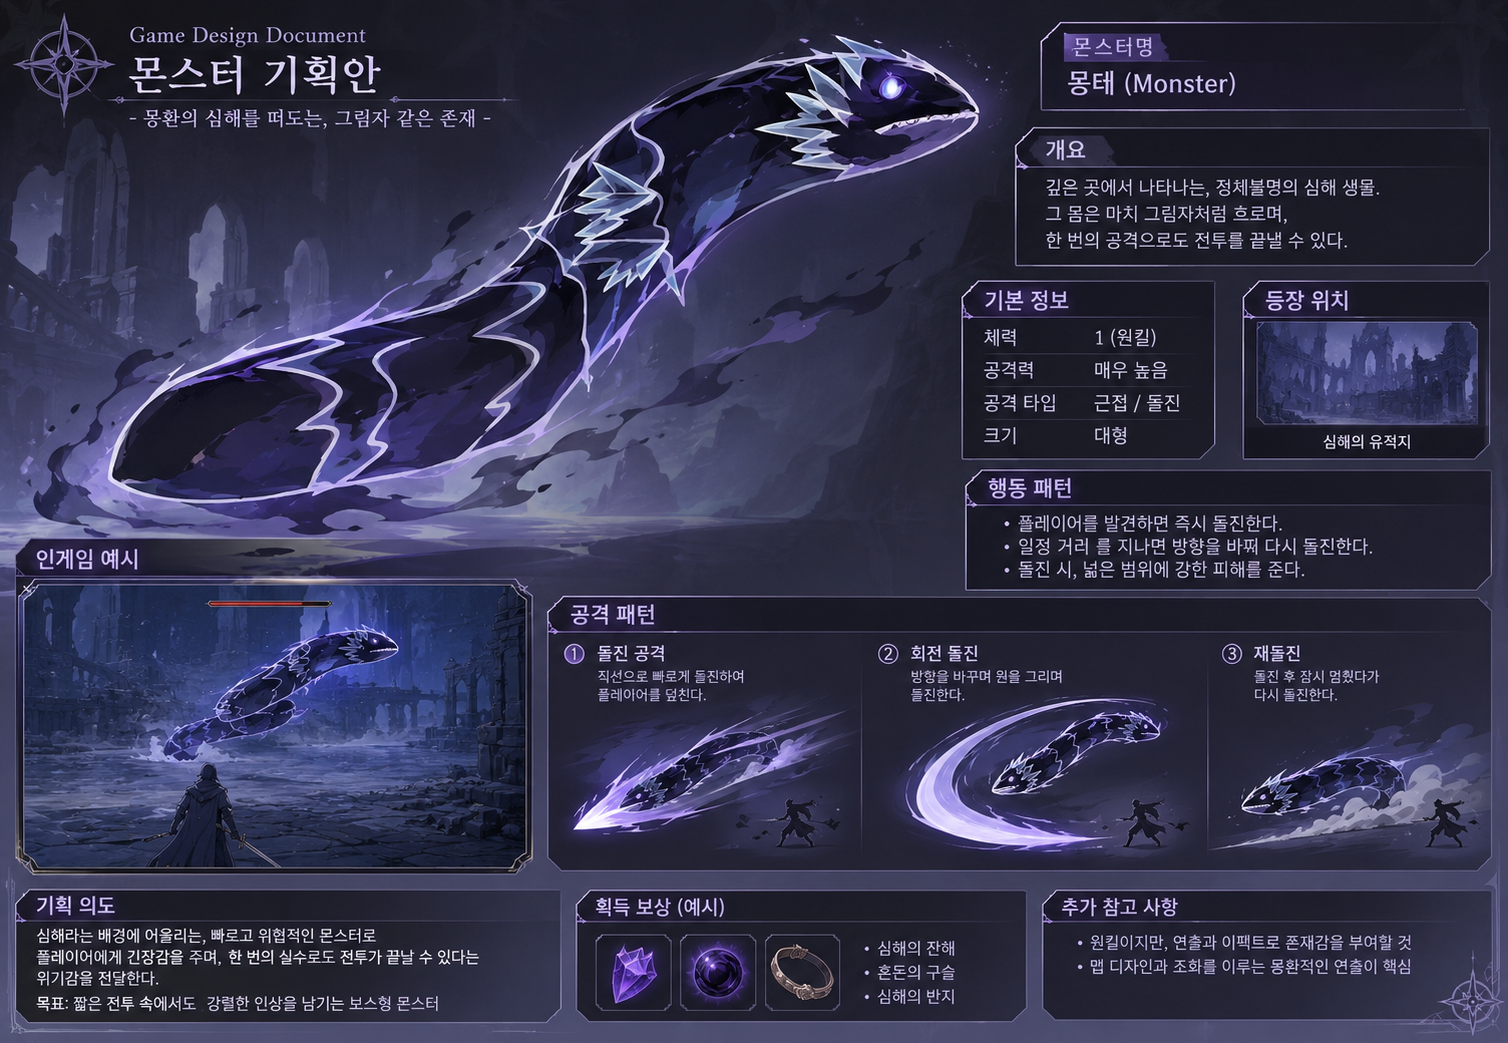 Game Design Document
몬스터 기획안
- 몽환의 심해를 떠도는, 그림자 같은 존재 -
몬스터명
몽테 (Monster)
개요
깊은 곳에서 나타나는, 정체불명의 심해 생물.
그 몸은 마치 그림자처럼 흐르며,
한 번의 공격으로도 전투를 끝낼 수 있다.
기본 정보
체력 1 (원킬)
공격력 매우 높음
공격 타입 근접 / 돌진
크기 대형
등장 위치
심해의 유적지
행동 패턴
• 플레이어를 발견하면 즉시 돌진한다.
• 일정 거리 를 지나면 방향을 바꿔 다시 돌진한다.
• 돌진 시, 넓은 범위에 강한 피해를 준다.
인게임 예시
공격 패턴
① 돌진 공격
직선으로 빠르게 돌진하여
플레아어를 덮친다.
② 회전 돌진
방향을 바꾸며 원을 그리며
돌진한다.
③ 재돌진
돌진 후 잠시 멈췄다가
다시 돌진한다.
기획 의도
심해라는 배경에 어울리는, 빠로고 위협적인 몬스터로
플레이어에게 긴장감을 주며, 한 번의 실수로도 전투가 끝날 수 있다는
위기감을 전달한다.
목표: 짧은 전투 속에서도 강렬한 인상을 남기는 보스형 몬스터
획득 보상 (예시)
• 심해의 잔해
• 혼돈의 구슬
• 심해의 반지
추가 참고 사항
• 원킬이지만, 연출과 이팩트로 존재감을 부여할 것
• 맵 디자인과 조화를 이루는 몽환적인 연출이 핵심